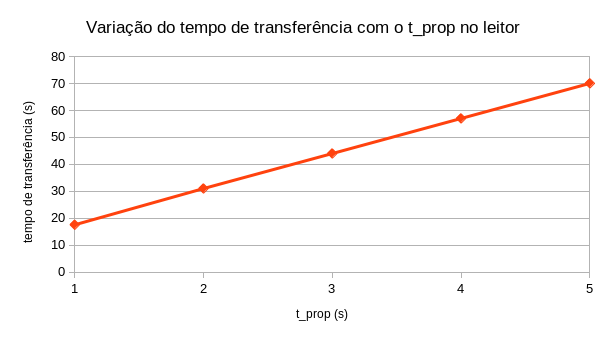 Variação do tempo de transferência com o t_prop no leitor
tempo de transferência (s)
80
70
60
50
40
30
20
10
0
1 2 3 4 5
t_prop (s)